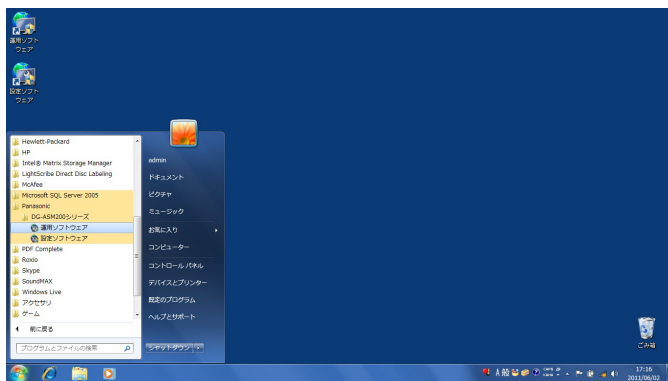 運用ソフト
ウェア
設定ソフト
ウェア
Hewlett-Packard
HP
Intel® Matrix Storage Manager
LightScribe Direct Disc Labeling
McAfee
Microsoft SQL Server 2005
Panasonic
DG-ASM200シリーズ
運用ソフトウェア
設定ソフトウェア
PDF Complete
Roxio
Skype
SoundMAX
Windows Live
アクセサリ
ゲーム
前に戻る
プログラムとファイルの検索
admin
ドキュメント
ピクチャ
ミュージック
お気に入り
コンピューター
コントロール パネル
デバイスとプリンター
既定のプログラム
ヘルプとサポート
シャットダウン
ごみ箱
A 般
17:16
2011/06/02